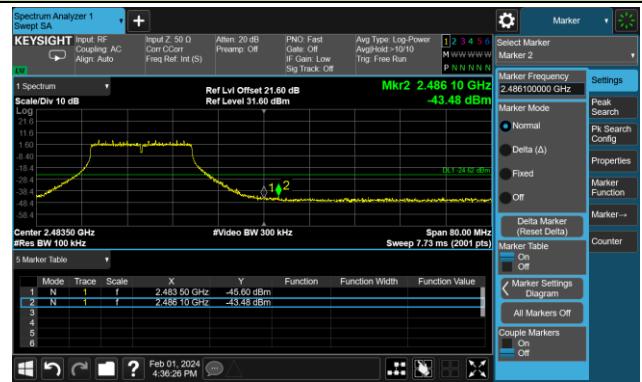 Spectrum Analyzer 1
Swept SA
Marker
KEYSIGHT
Input: RF
Coupling: AC
Align: Auto
Input Z: 50 Ω
Corr CCorr
Freq Ref: Int (S)
Atten: 20 dB
Preamp: Off
PNO: Fast
Gate: Off
IF Gain: Low
Sig Track: Off
Avg Type: Log-Power
Avg|Hold:>10/10
Trig: Free Run
1 2 3 4 5 6
M W W W W W
P N N N N N
LW
Select Marker
Marker 2
1 Spectrum
Scale/Div 10 dB
Ref Lvl Offset 21.60 dB
Ref Level 31.60 dBm
Mkr2 2.486 10 GHz
-43.48 dBm
Log
21.6
11.6
1.60
-8.40
-18.4
-28.4
-38.4
-48.4
-58.4
DL1 -24.62 dBm
1
2
Center 2.48350 GHz
#Res BW 100 kHz
#Video BW 300 kHz
Span 80.00 MHz
Sweep 7.73 ms (2001 pts)
5 Marker Table
Mode Trace Scale X Y Function Function Width Function Value
1 N 1 f 2.483 50 GHz -45.60 dBm
2 N 1 f 2.486 10 GHz -43.48 dBm
3
4
5
6
Marker Frequency
2.486100000 GHz
Marker Mode
Normal
Delta (Δ)
Fixed
Off
Delta Marker
(Reset Delta)
Marker Table
On
Off
Marker Settings
Diagram
All Markers Off
Couple Markers
On
Off
Settings
Peak
Search
Pk Search
Config
Properties
Marker
Function
Marker→
Counter
?
Feb 01, 2024
4:36:26 PM